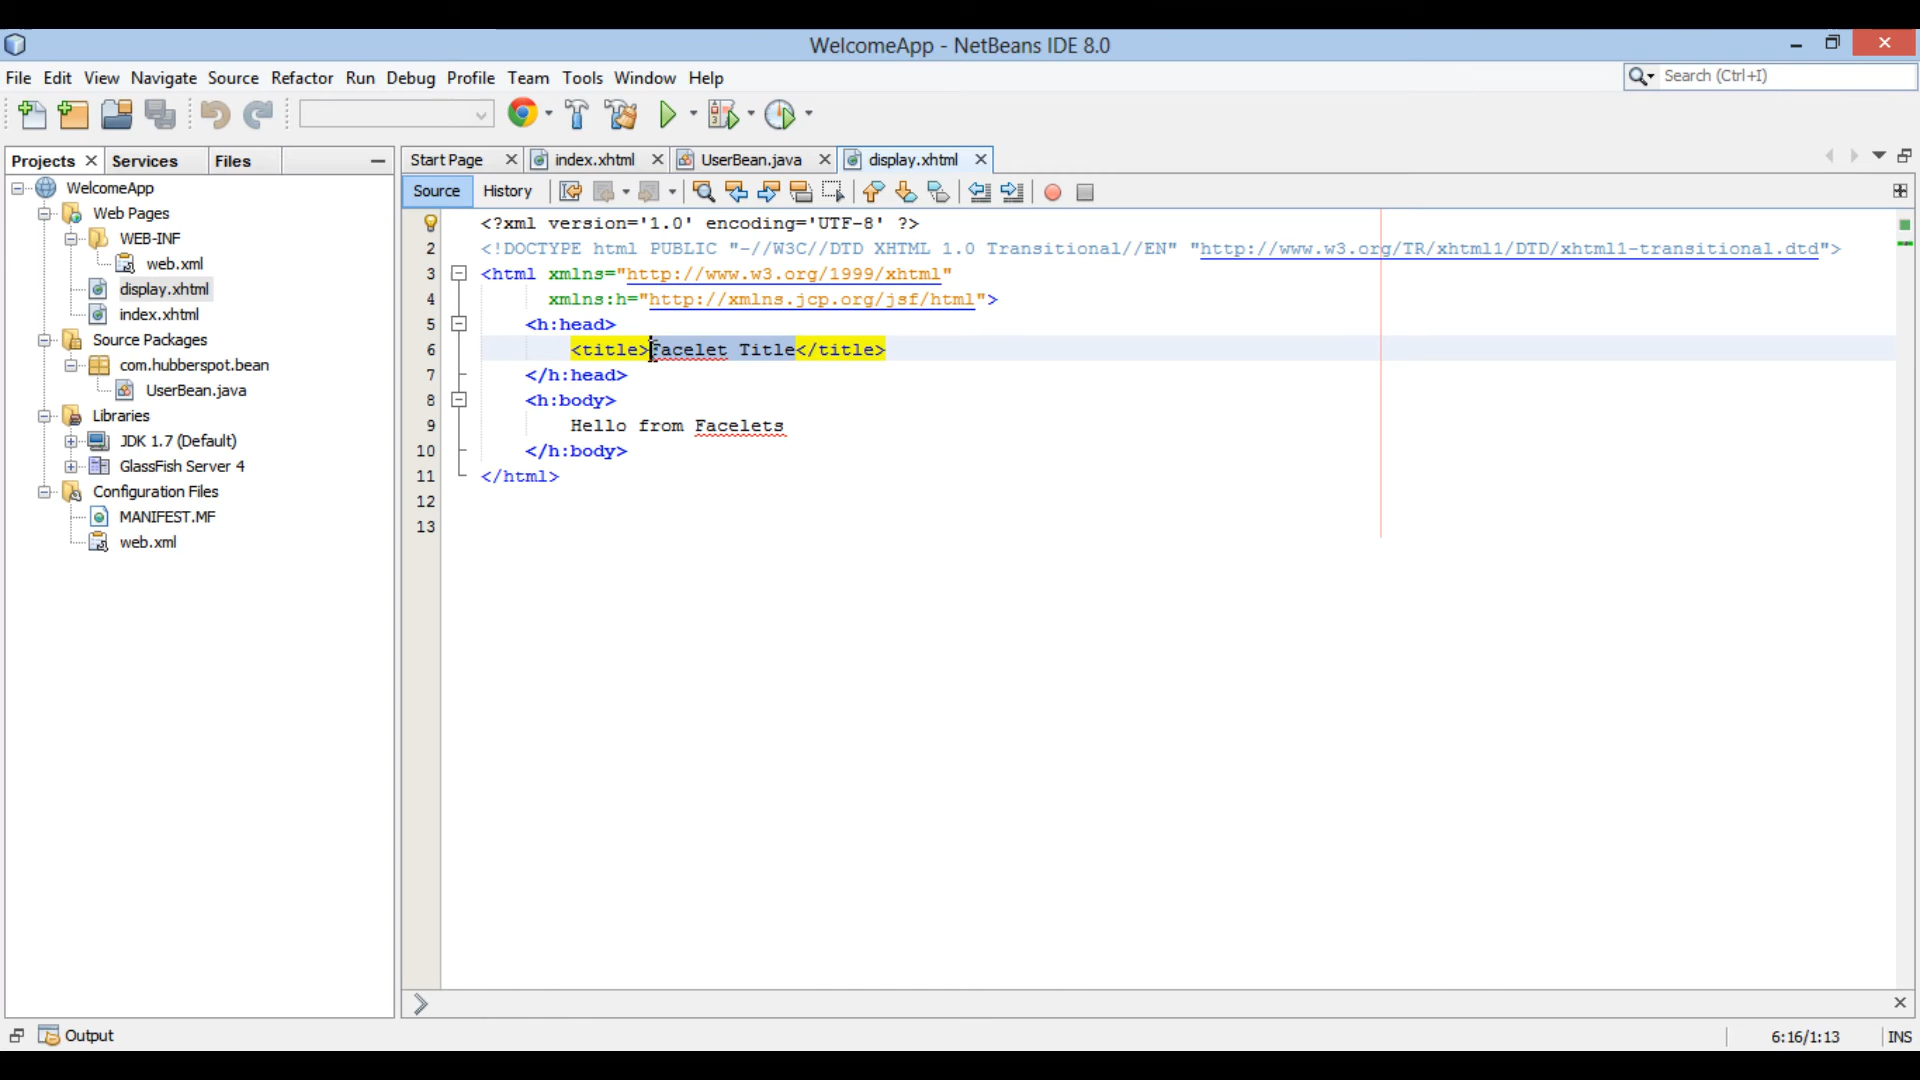 WelcomeApp - NetBeans IDE 8.0
File Edit View Navigate Source Refactor Run Debug Profile Team Tools Window Help
Search (Ctrl+I)
Projects Services Files
Start Page index.xhtml UserBean.java display.xhtml
Source History
WelcomeApp
Web Pages
WEB-INF
web.xml
display.xhtml
index.xhtml
Source Packages
com.hubberspot.bean
UserBean.java
Libraries
JDK 1.7 (Default)
GlassFish Server 4
Configuration Files
MANIFEST.MF
web.xml
<?xml version='1.0' encoding='UTF-8' ?>
2 <!DOCTYPE html PUBLIC "-//W3C//DTD XHTML 1.0 Transitional//EN" "http://www.w3.org/TR/xhtml1/DTD/xhtml1-transitional.dtd">
3 <html xmlns="http://www.w3.org/1999/xhtml"
4 xmlns:h="http://xmlns.jcp.org/jsf/html">
5 <h:head>
6 <title>Facelet Title</title>
7 </h:head>
8 <h:body>
9 Hello from Facelets
10 </h:body>
11 </html>
12
13
Output
6:16/1:13 INS